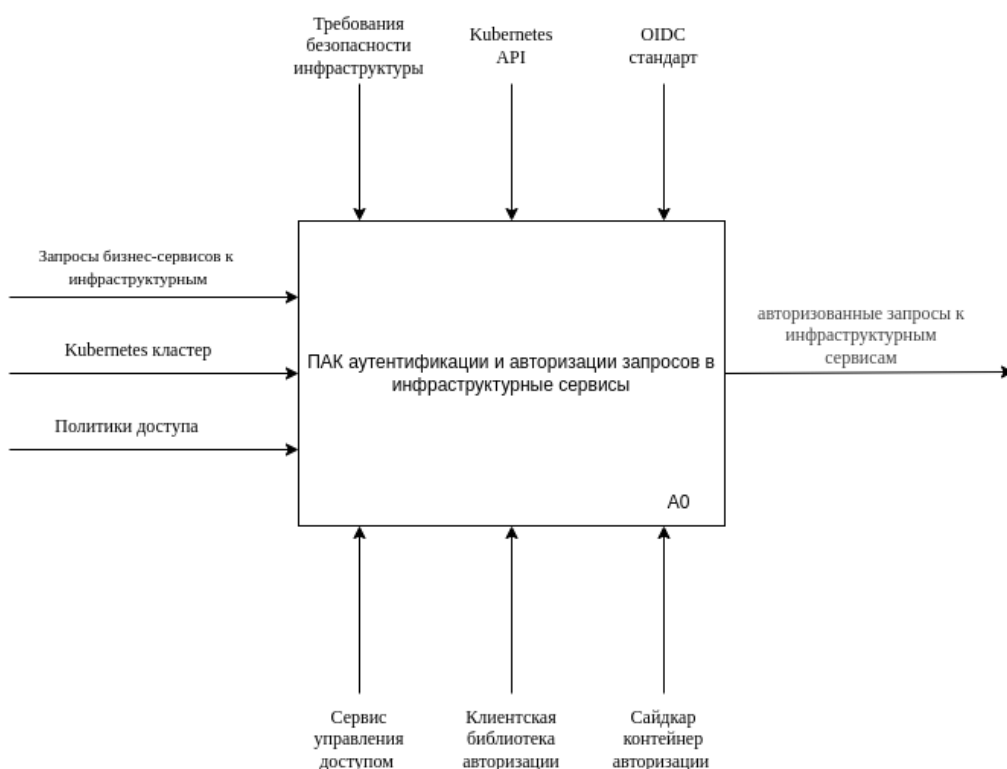 Требования
безопасности
инфраструктуры
Kubernetes
API
OIDC
стандарт
Запросы бизнес-сервисов к
инфраструктурным
Kubernetes кластер
Политики доступа
ПАК аутентификации и авторизации запросов в
инфраструктурные сервисы
A0
авторизованные запросы к
инфраструктурным
сервисам
Сервис
управления
доступом
Клиентская
библиотека
авторизации
Сайдкар
контейнер
авторизации